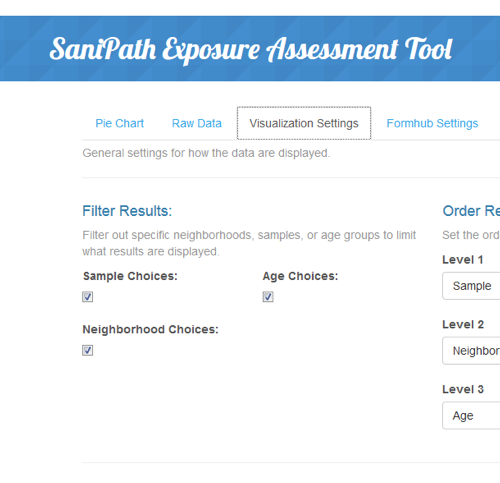 SaniPath Exposure Assessment Tool
Pie Chart Raw Data Visualization Settings Formhub Settings
General settings for how the data are displayed.
Filter Results:
Filter out specific neighborhoods, samples, or age groups to limit
what results are displayed.
Sample Choices: Age Choices:
Neighborhood Choices:
Order Re
Set the ord
Level 1
Sample
Level 2
Neighbor
Level 3
Age